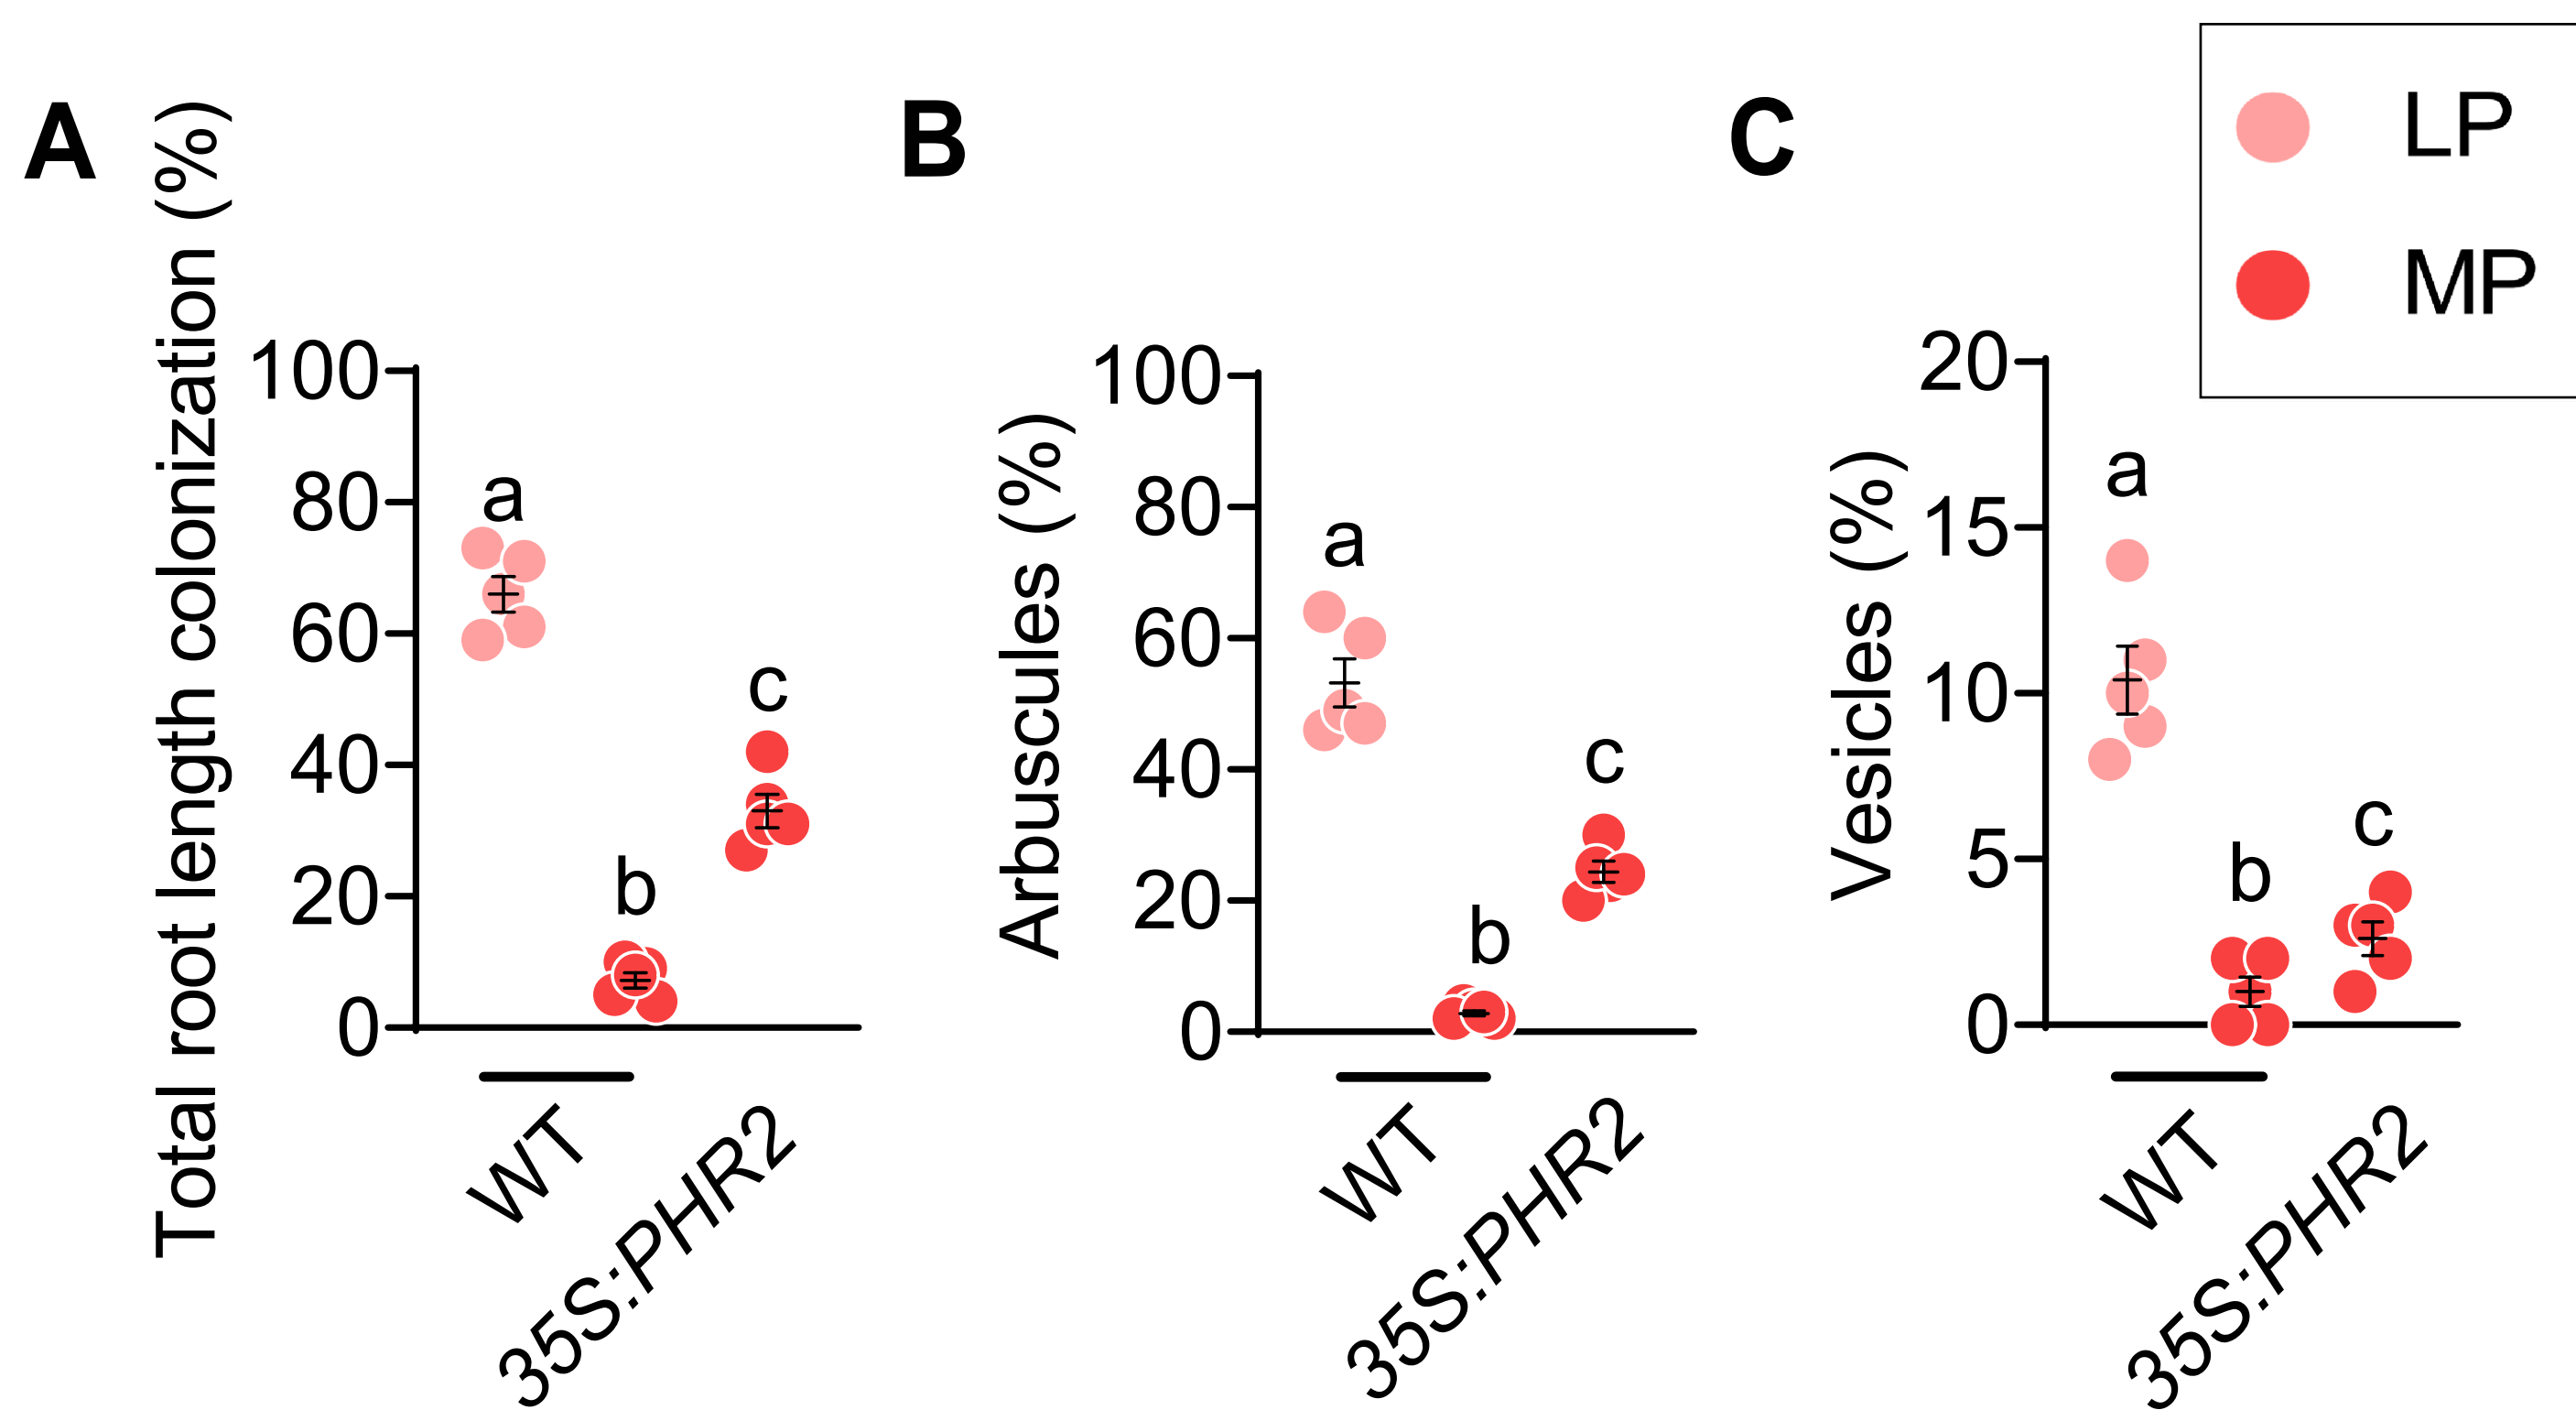 A
Total root length colonization (%)
100
80
60
40
20
0
a
b
c
WT
35S:PHR2
B
Arbuscules (%)
100
80
60
40
20
0
a
b
c
WT
35S:PHR2
C
Vesicles (%)
20
15
10
5
0
a
b
c
WT
35S:PHR2
LP
MP